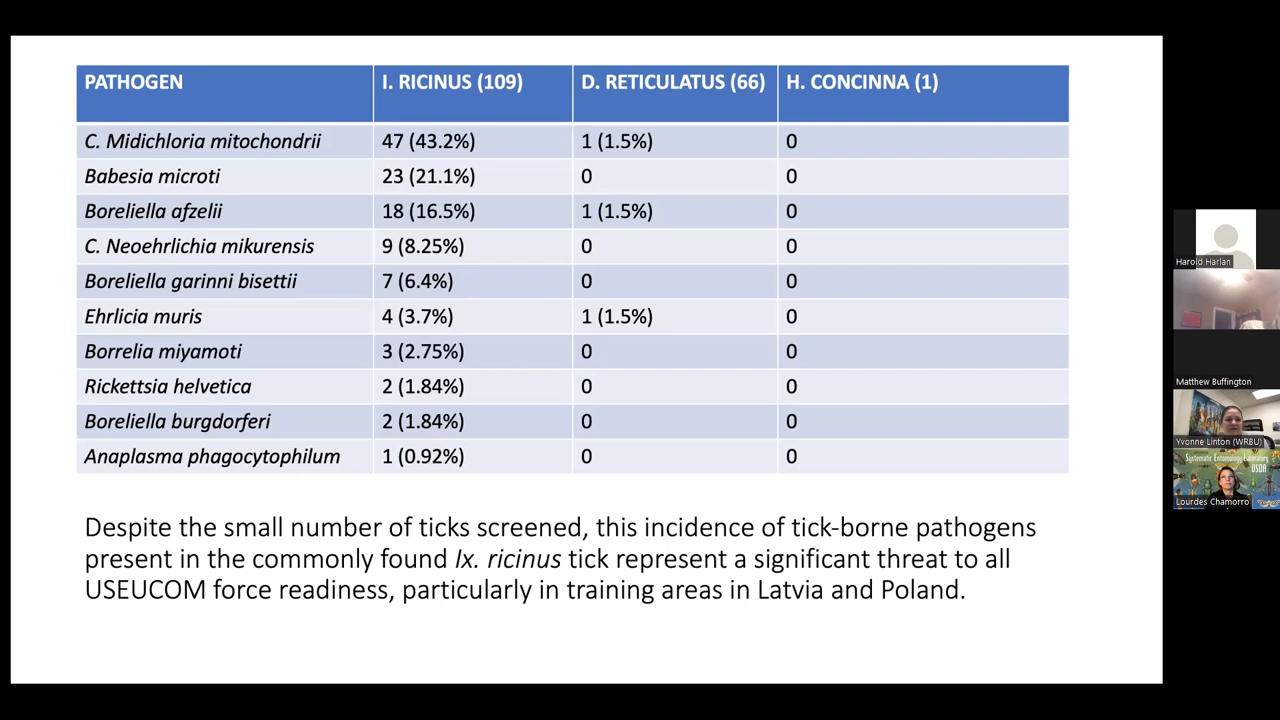 PATHOGEN I. RICINUS (109) D. RETICULATUS (66) H. CONCINNA (1)
C. Midichloria mitochondrii 47 (43.2%) 1 (1.5%) 0
Babesia microti 23 (21.1%) 0 0
Boreliella afzelii 18 (16.5%) 1 (1.5%) 0
C. Neoehrlichia mikurensis 9 (8.25%) 0 0
Boreliella garinni bisettii 7 (6.4%) 0 0
Ehrlicia muris 4 (3.7%) 1 (1.5%) 0
Borrelia miyamoti 3 (2.75%) 0 0
Rickettsia helvetica 2 (1.84%) 0 0
Boreliella burgdorferi 2 (1.84%) 0 0
Anaplasma phagocytophilum 1 (0.92%) 0 0
Despite the small number of ticks screened, this incidence of tick-borne pathogens
present in the commonly found Ix. ricinus tick represent a significant threat to all
USEUCOM force readiness, particularly in training areas in Latvia and Poland.
Harold Harlan
Matthew Buffington
Yvonne Linton (WRBU)
Systematic Entomology Laboratory
USDA
Lourdes Chamorro